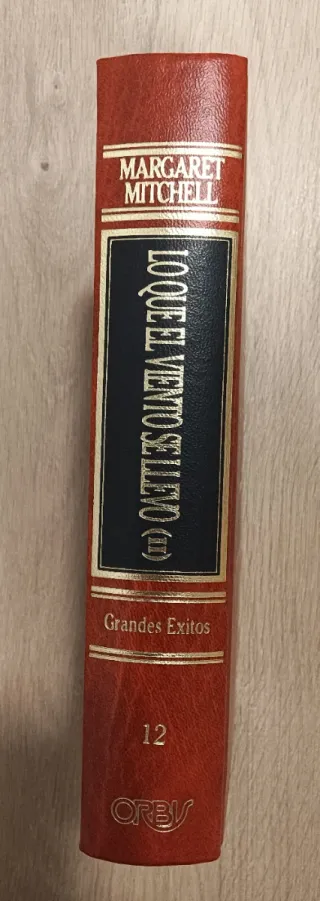 MARGARET
MITCHELL
LO QUE EL VIENTO SE LLEVO (II)
Grandes Exitos
12
ORBIS